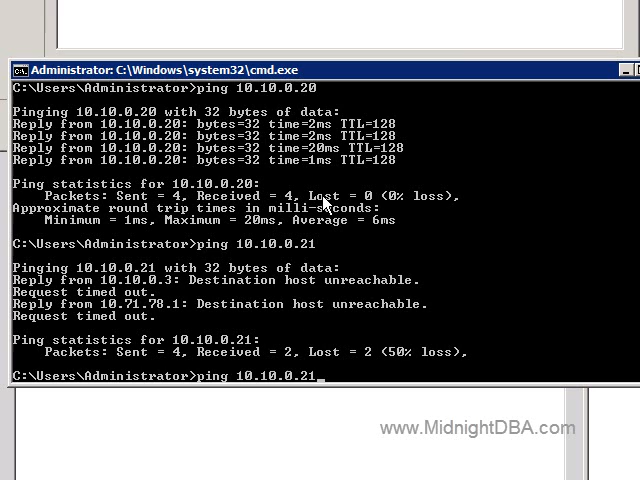 Administrator: C:\Windows\system32\cmd.exe
C:\Users\Administrator>ping 10.10.0.20
Pinging 10.10.0.20 with 32 bytes of data:
Reply from 10.10.0.20: bytes=32 time=2ms TTL=128
Reply from 10.10.0.20: bytes=32 time=2ms TTL=128
Reply from 10.10.0.20: bytes=32 time=20ms TTL=128
Reply from 10.10.0.20: bytes=32 time=1ms TTL=128
Ping statistics for 10.10.0.20:
Packets: Sent = 4, Received = 4, Lost = 0 (0% loss),
Approximate round trip times in milli-seconds:
Minimum = 1ms, Maximum = 20ms, Average = 6ms
C:\Users\Administrator>ping 10.10.0.21
Pinging 10.10.0.21 with 32 bytes of data:
Reply from 10.10.0.3: Destination host unreachable.
Request timed out.
Reply from 10.71.78.1: Destination host unreachable.
Request timed out.
Ping statistics for 10.10.0.21:
Packets: Sent = 4, Received = 2, Lost = 2 (50% loss),
C:\Users\Administrator>ping 10.10.0.21_
www.MidnightDBA.com